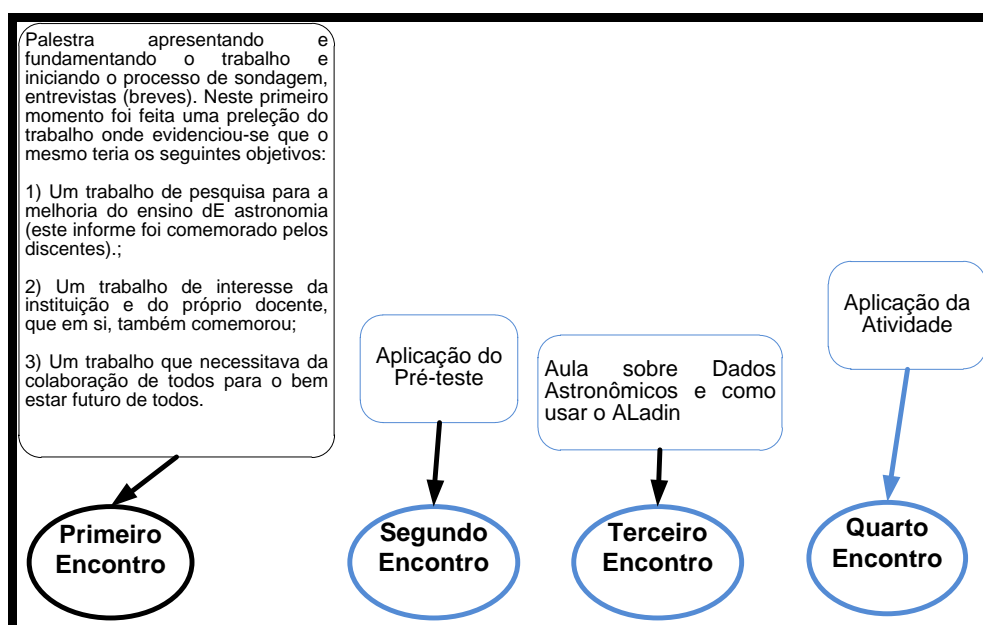 Palestra apresentando e
fundamentando o trabalho e
iniciando o processo de sondagem,
entrevistas (breves). Neste primeiro
momento foi feita uma preleção do
trabalho onde evidenciou-se que o
mesmo teria os seguintes objetivos:
1) Um trabalho de pesquisa para a
melhoria do ensino dE astronomia
(este informe foi comemorado pelos
discentes).;
2) Um trabalho de interesse da
instituição e do próprio docente,
que em si, também comemorou;
3) Um trabalho que necessitava da
colaboração de todos para o bem
estar futuro de todos.
Primeiro
Encontro
Aplicação do
Pré-teste
Segundo
Encontro
Aula sobre Dados
Astronômicos e como
usar o ALadin
Terceiro
Encontro
Aplicação da
Atividade
Quarto
Encontro